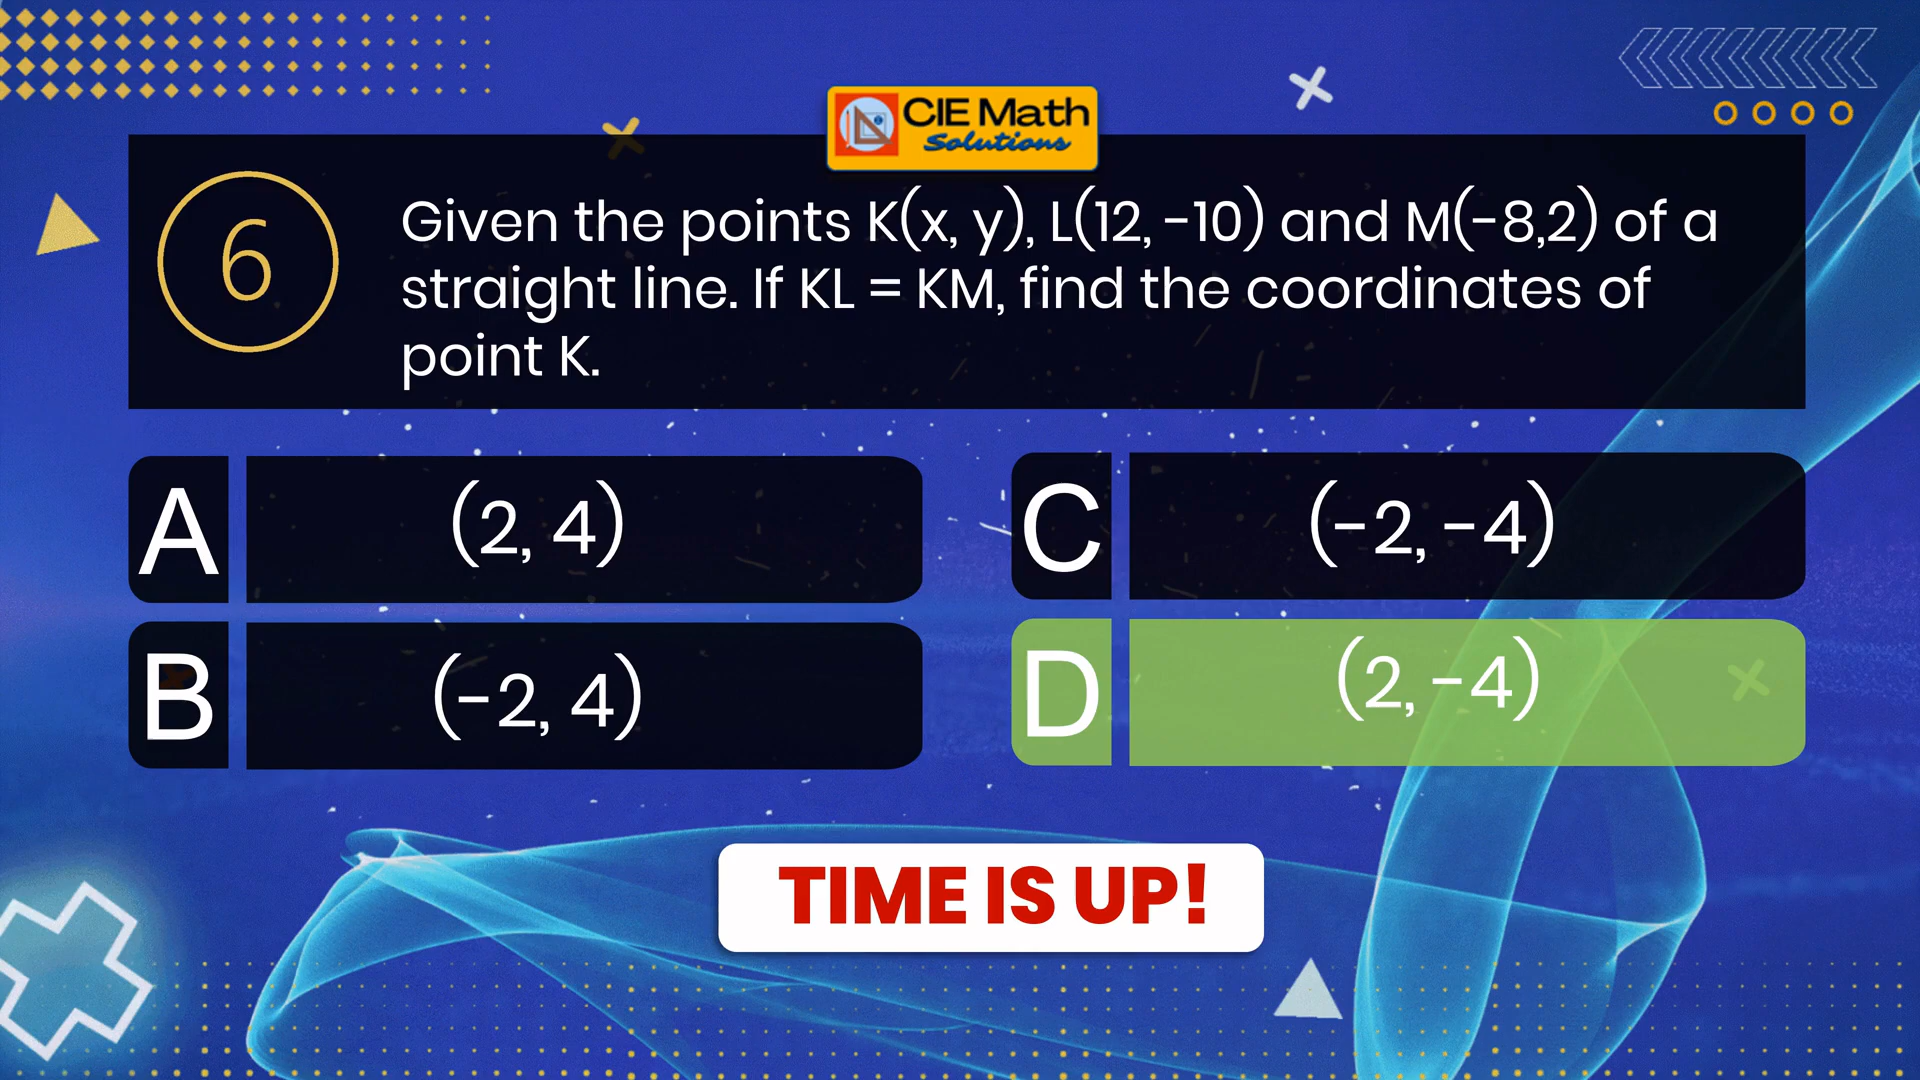 CIE Math
Solutions
6
Given the points K(x, y), L(12, -10) and M(-8,2) of a
straight line. If KL = KM, find the coordinates of
point K.
A
(2, 4)
C
(-2, -4)
B
(-2, 4)
D
(2, -4)
TIME IS UP!